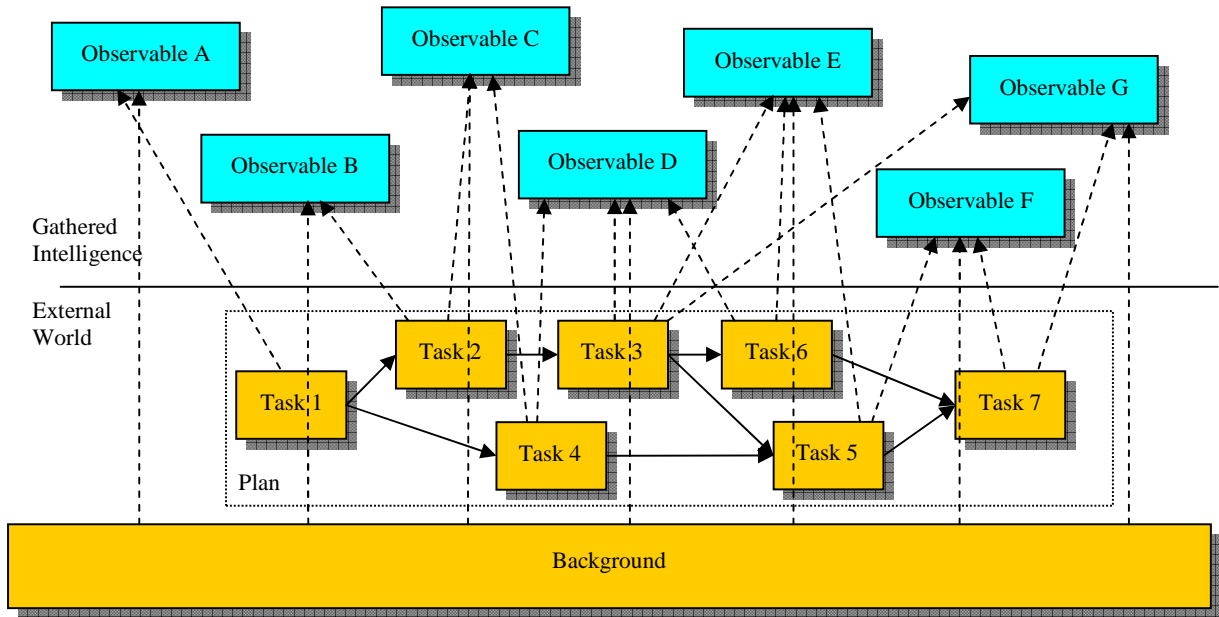 Observable A
Observable C
Observable E
Observable G
Observable B
Observable D
Observable F
Gathered
Intelligence
External
World
Task 1
Task 2
Task 3
Task 6
Task 7
Task 4
Task 5
Plan
Background